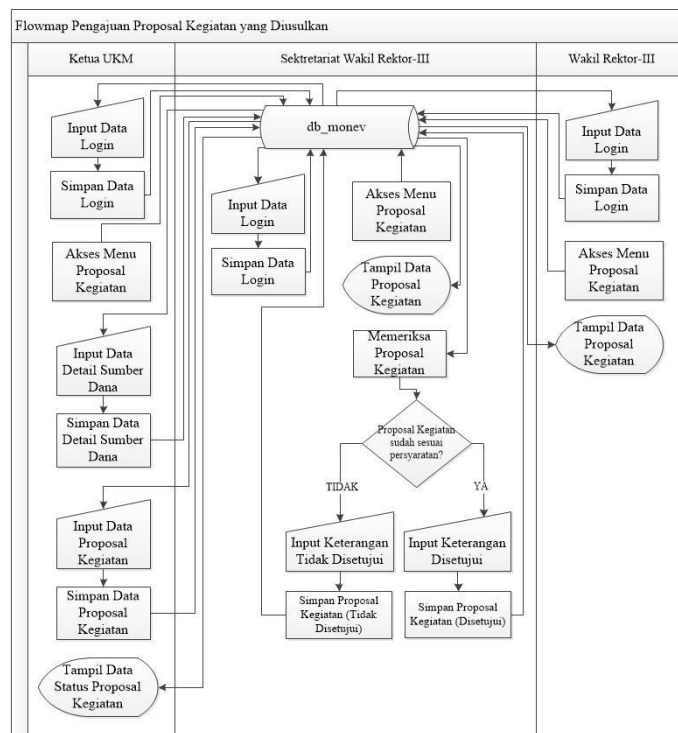 Flowmap Pengajuan Proposal Kegiatan yang Diusulkan
Ketua UKM
Sektretariat Wakil Rektor-III
Wakil Rektor-III
db_monev
Input Data
Login
Simpan Data
Login
Akses Menu
Proposal
Kegiatan
Input Data
Detail Sumber
Dana
Simpan Data
Detail Sumber
Dana
Input Data
Proposal
Kegiatan
Simpan Data
Proposal
Kegiatan
Tampil Data
Status Proposal
Kegiatan
Input Data
Login
Simpan Data
Login
Akses Menu
Proposal
Kegiatan
Tampil Data
Proposal
Kegiatan
Memeriksa
Proposal
Kegiatan
Proposal Kegiatan
sudah sesuai
persyaratan?
TIDAK
YA
Input Keterangan
Tidak Disetujui
Input Keterangan
Disetujui
Simpan Proposal
Kegiatan (Tidak
Disetujui)
Simpan Proposal
Kegiatan (Disetujui)
Input Data
Login
Simpan Data
Login
Akses Menu
Proposal
Kegiatan
Tampil Data
Proposal
Kegiatan